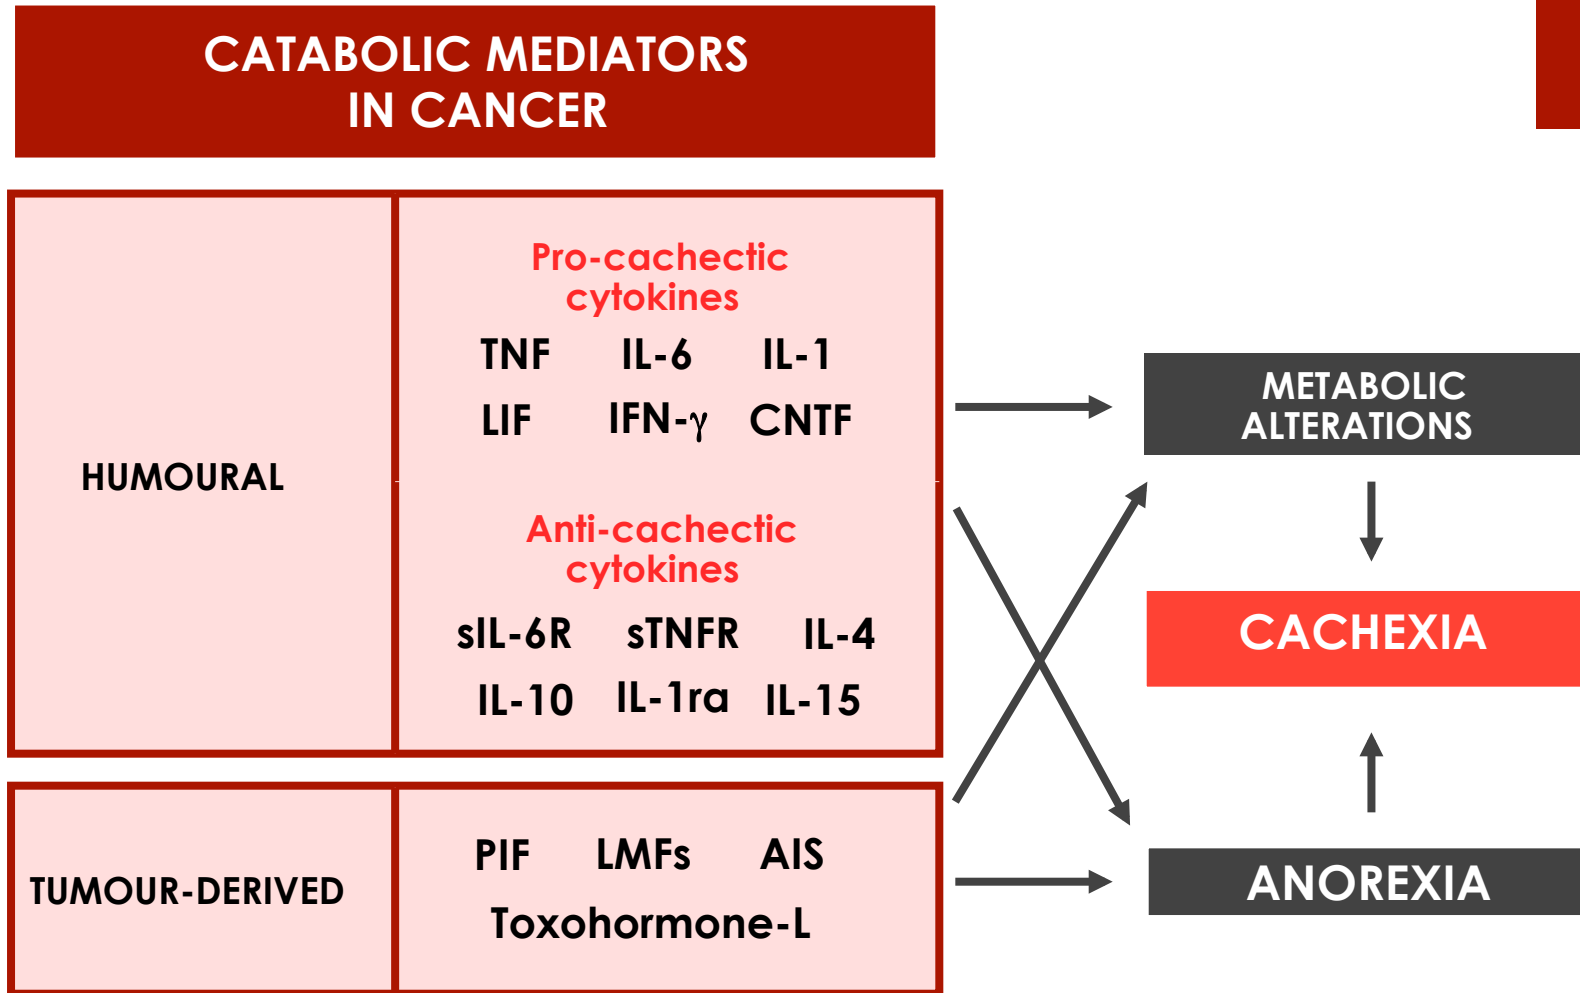 CATABOLIC MEDIATORS
IN CANCER
HUMOURAL
Pro-cachectic
cytokines
TNF IL-6 IL-1
LIF IFN-γ CNTF
Anti-cachectic
cytokines
sIL-6R sTNFR IL-4
IL-10 IL-1ra IL-15
TUMOUR-DERIVED
PIF LMFs AIS
Toxohormone-L
METABOLIC
ALTERATIONS
CACHEXIA
ANOREXIA